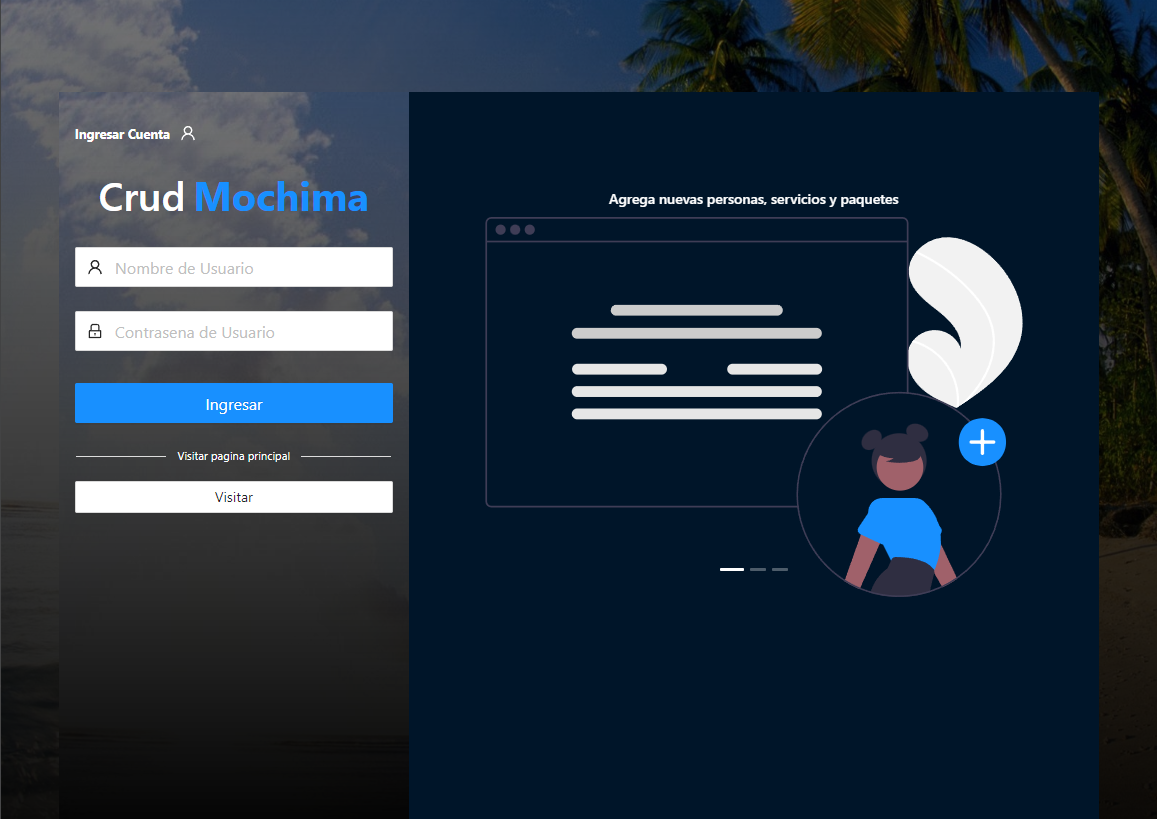 Ingresar Cuenta
Crud Mochima
Nombre de Usuario
Contrasena de Usuario
Ingresar
Visitar pagina principal
Visitar
Agrega nuevas personas, servicios y paquetes